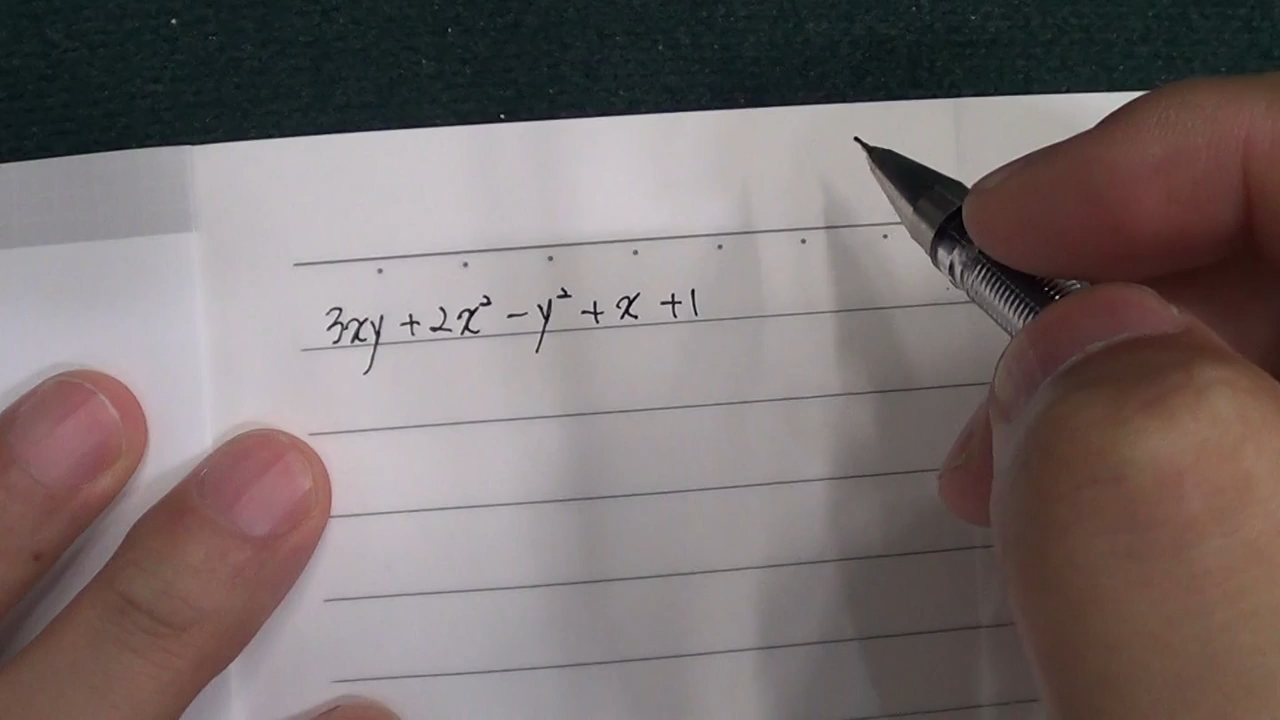 3xy + 2x² - y² + x + 1